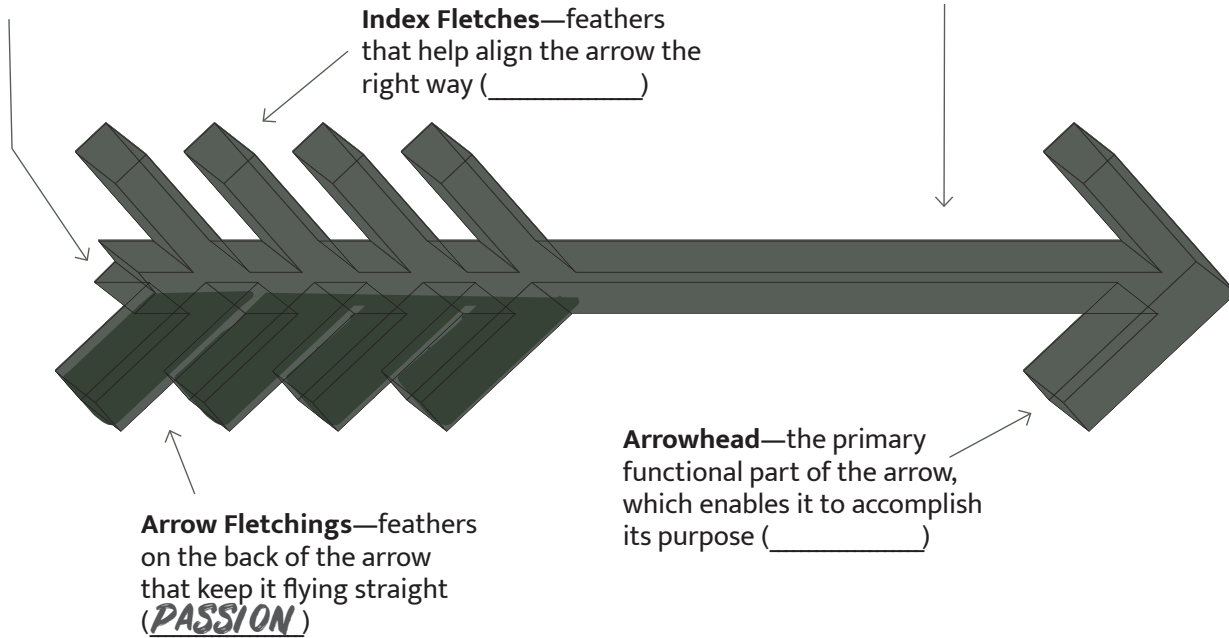 Index Fletches—feathers
that help align the arrow the
right way (______________)
Arrowhead—the primary
functional part of the arrow,
which enables it to accomplish
its purpose (______________)
Arrow Fletchings—feathers
on the back of the arrow
that keep it flying straight
(PASSION)